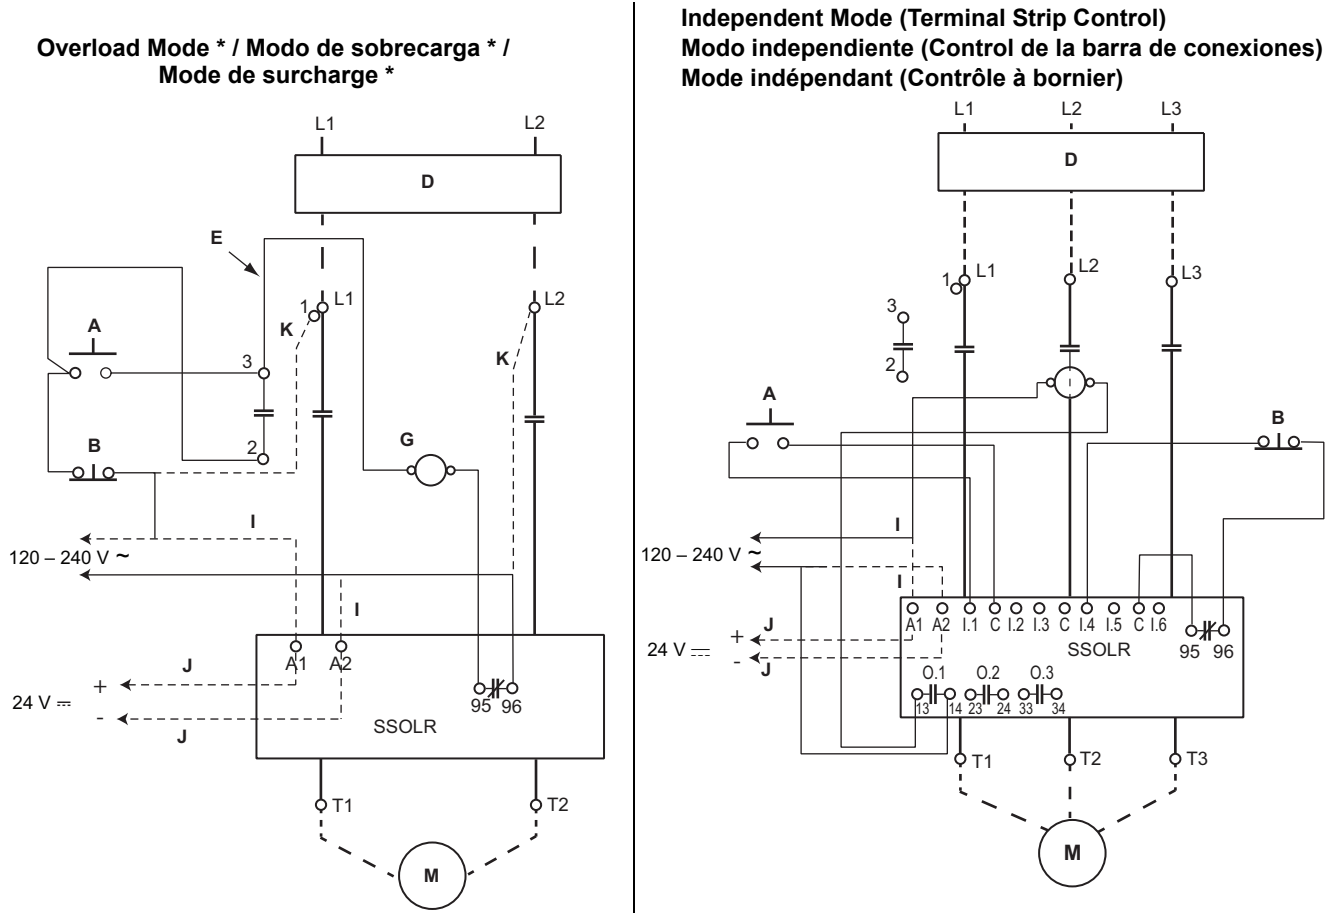 Overload Mode * / Modo de sobrecarga * /
Mode de surcharge *
L1 L2
D
E
1 L1 L2
K K
A
3
2
B
G
I
120 – 240 V ~
I
A1 A2
J
+
24 V ⎓
-
J
95 96
SSOLR
T1 T2
M
Independent Mode (Terminal Strip Control)
Modo independiente (Control de la barra de conexiones)
Mode indépendant (Contrôle à bornier)
L1 L2 L3
D
1 L1 L2 L3
3
2
A
B
I
120 – 240 V ~
I
A1 A2 I.1 C I.2 I.3 C I.4 I.5 C I.6
J
+
24 V ⎓
-
J
SSOLR
95 96
O.1 O.2 O.3
13 14 23 24 33 34
T1 T2 T3
M